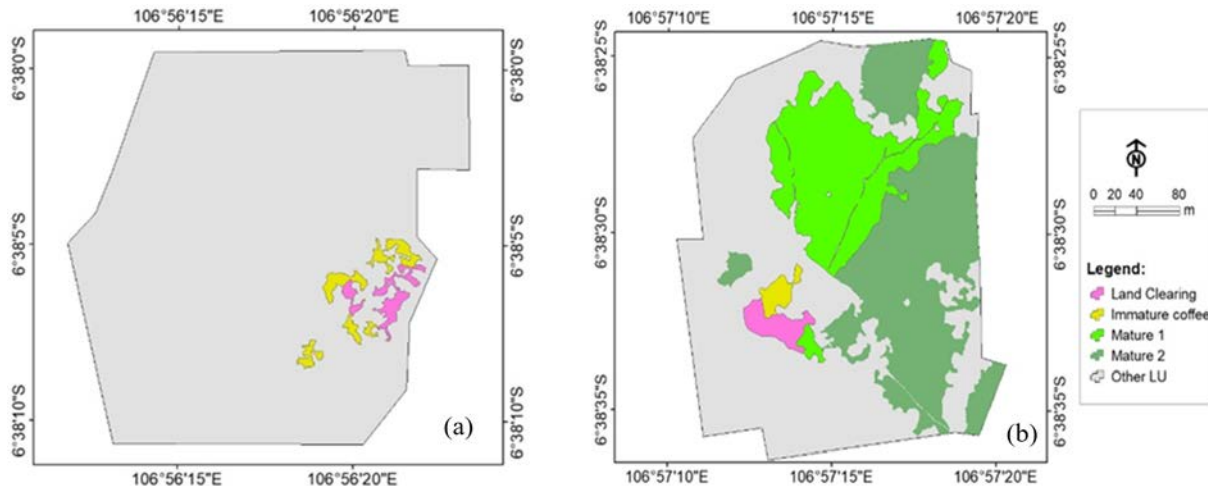 106°56'15"E 106°56'20"E
6°38'0"S 6°38'0"S
6°38'5"S 6°38'5"S
6°38'10"S 6°38'10"S
(a)
106°56'15"E 106°56'20"E
106°57'10"E 106°57'15"E 106°57'20"E
6°38'25"S 6°38'25"S
6°38'30"S 6°38'30"S
6°38'35"S 6°38'35"S
(b)
106°57'10"E 106°57'15"E 106°57'20"E
N
0 20 40 80
m
Legend:
Land Clearing
Immature coffee
Mature 1
Mature 2
Other LU